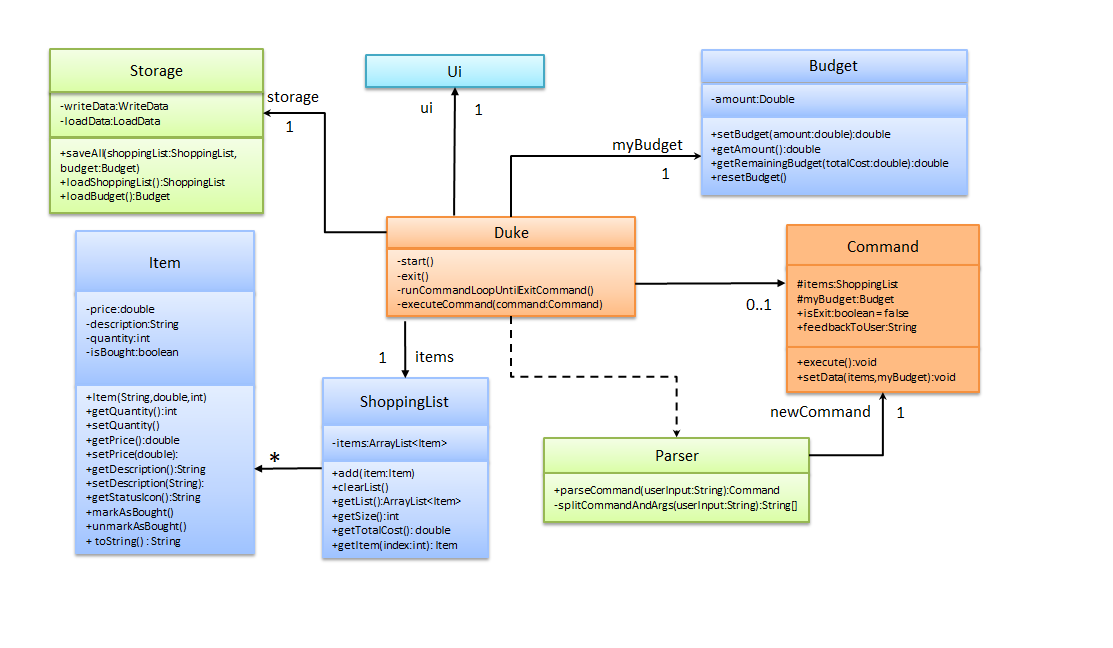 Storage
-writeData:WriteData
-loadData:LoadData
+saveAll(shoppingList:ShoppingList,
budget:Budget)
+loadShoppingList():ShoppingList
+loadBudget():Budget
storage
1
Ui
ui
1
Budget
-amount:Double
+setBudget(amount:double):double
+getAmount():double
+getRemainingBudget(totalCost:double):double
+resetBudget()
myBudget
1
Duke
-start()
-exit()
-runCommandLoopUntilExitCommand()
-executeCommand(command:Command)
Command
#items:ShoppingList
#myBudget:Budget
+isExit:boolean = false
+feedbackToUser:String
+execute():void
+setData(items,myBudget):void
0..1
Item
-price:double
-description:String
-quantity:int
-isBought:boolean
+Item(String,double,int)
+getQuantity():int
+setQuantity()
+getPrice():double
+setPrice(double):
+getDescription():String
+setDescription(String):
+getStatusIcon():String
+markAsBought()
+unmarkAsBought()
+ toString() : String
1
items
ShoppingList
-items:ArrayList<Item>
+add(item:Item)
+clearList()
+getList():ArrayList<Item>
+getSize():int
+getTotalCost(): double
+getItem(index:int): Item
*
newCommand
1
Parser
+parseCommand(userInput:String):Command
-splitCommandAndArgs(userInput:String):String[]